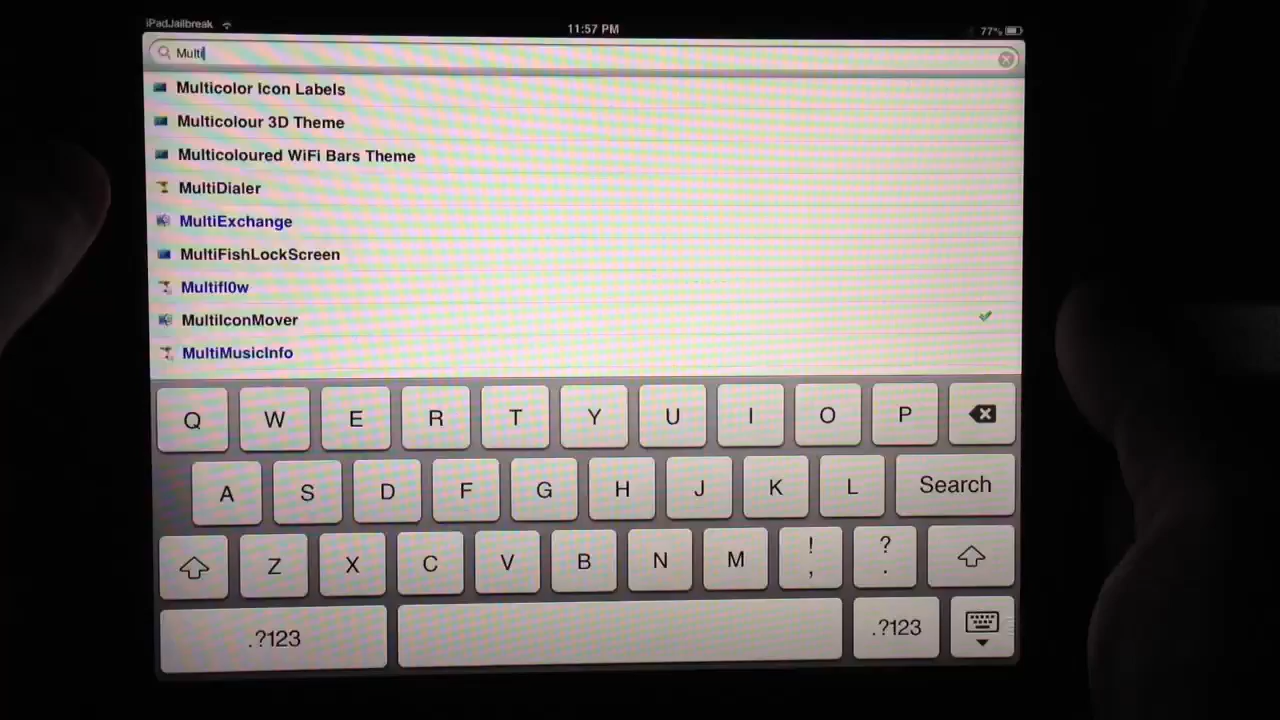 iPadJailbreak 11:57 PM 77%
Multi
Multicolor Icon Labels
Multicolour 3D Theme
Multicoloured WiFi Bars Theme
MultiDialer
MultiExchange
MultiFishLockScreen
Multifl0w
MultiIconMover
MultiMusicInfo
Q W E R T Y U I O P
A S D F G H J K L Search
Z X C V B N M ! , ? .
.?123 .?123